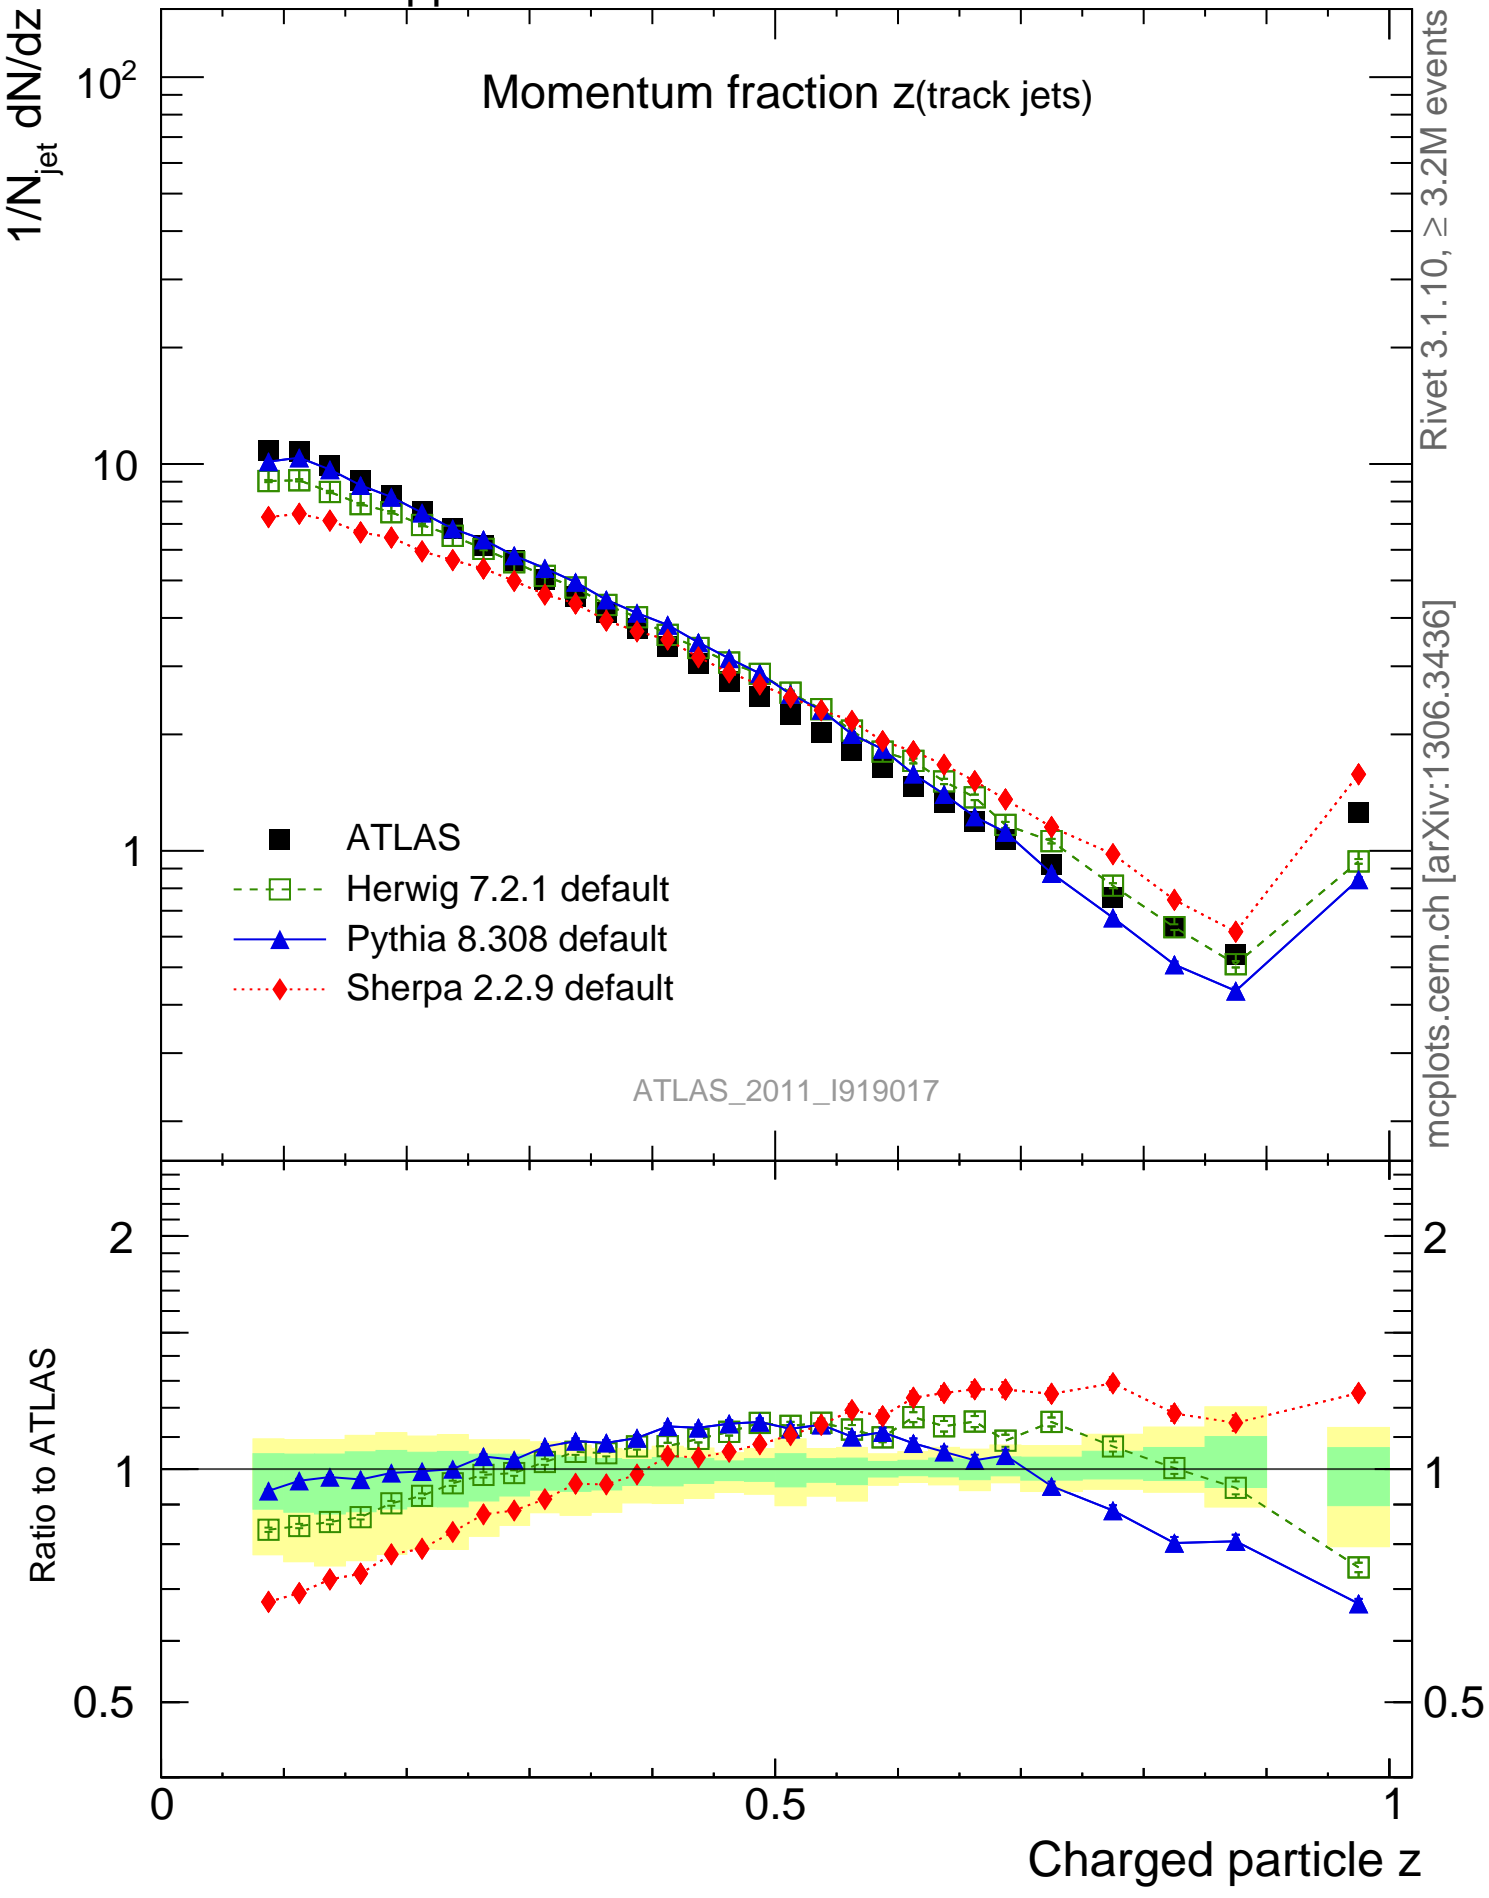 1/N_jet dN/dz
Momentum fraction z(track jets)
10²
10
1
ATLAS
Herwig 7.2.1 default
Pythia 8.308 default
Sherpa 2.2.9 default
ATLAS_2011_I919017
Rivet 3.1.10, ≥ 3.2M events
mcplots.cern.ch [arXiv:1306.3436]
Ratio to ATLAS
2
1
0.5
2
1
0.5
0
0.5
1
Charged particle z